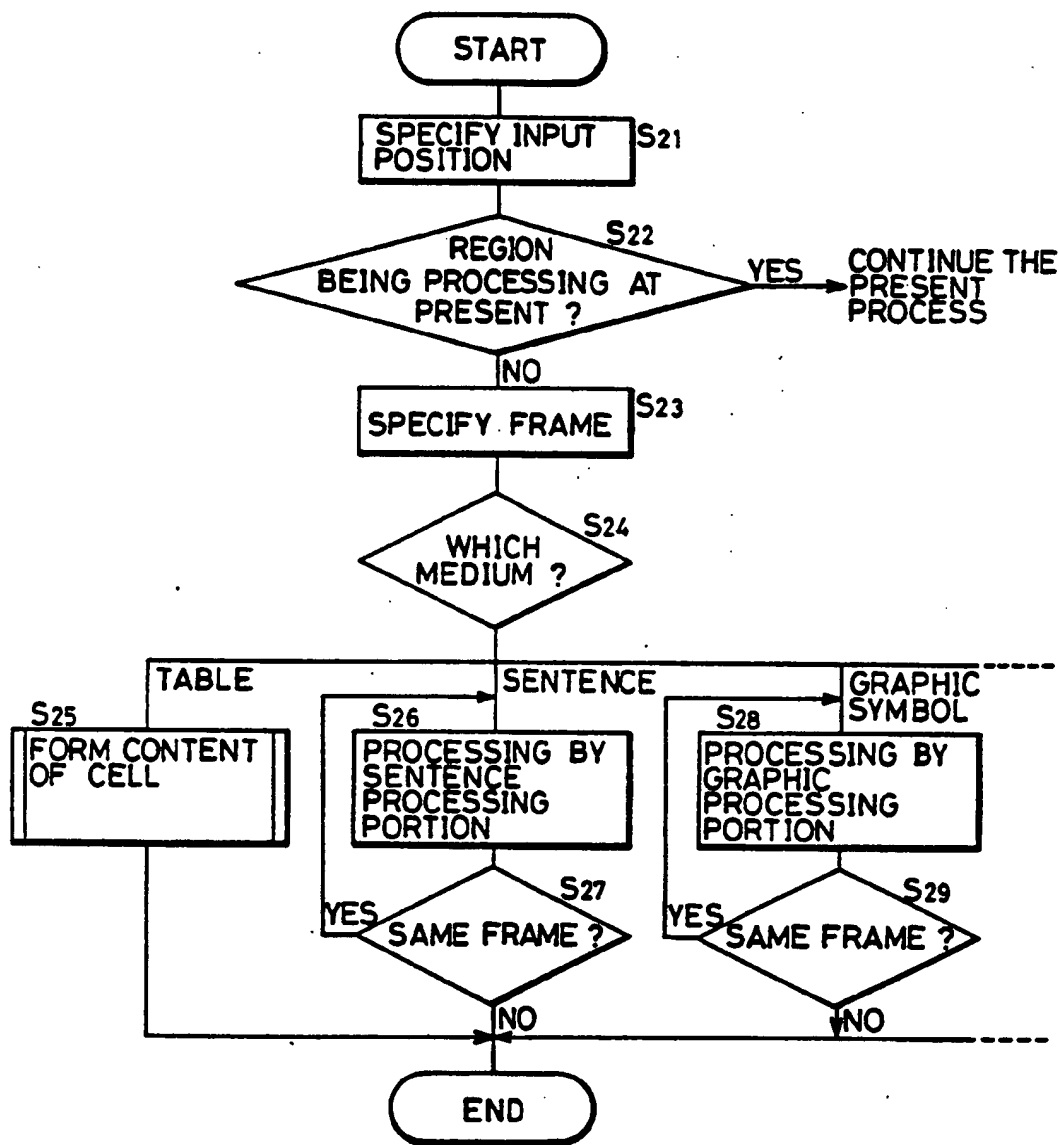 START
SPECIFY INPUT
POSITION
S21
S22
REGION
BEING PROCESSING AT
PRESENT ?
YES
CONTINUE THE
PRESENT
PROCESS
NO
S23
SPECIFY FRAME
S24
WHICH
MEDIUM ?
TABLE
SENTENCE
GRAPHIC
SYMBOL
S25
FORM CONTENT
OF CELL
S26
PROCESSING BY
SENTENCE
PROCESSING
PORTION
S28
PROCESSING BY
GRAPHIC
PROCESSING
PORTION
S27
YES
SAME FRAME ?
NO
S29
YES
SAME FRAME ?
NO
END